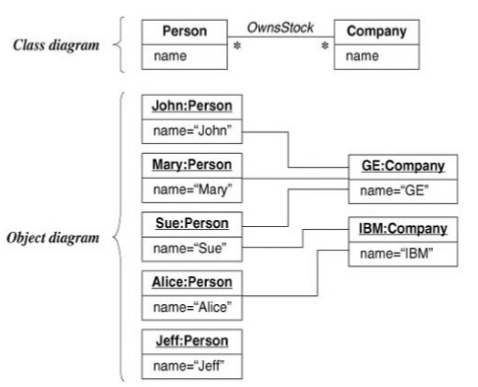 Class diagram
Person
name
OwnsStock
*
*
Company
name
Object diagram
John:Person
name="John"
Mary:Person
name="Mary"
Sue:Person
name="Sue"
Alice:Person
name="Alice"
Jeff:Person
name="Jeff"
GE:Company
name="GE"
IBM:Company
name="IBM"